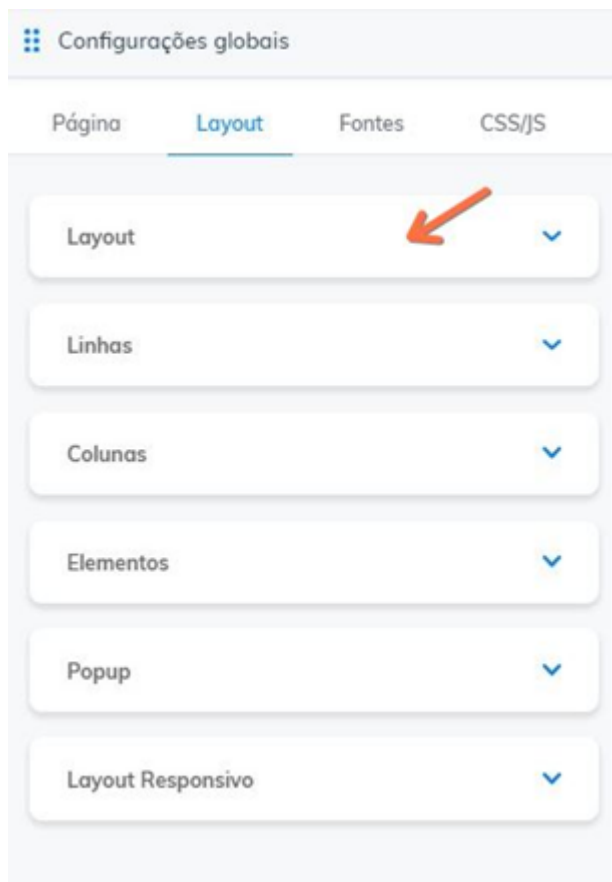 Configurações globais
Página Layout Fontes CSS/JS
Layout
Linhas
Colunas
Elementos
Popup
Layout Responsivo